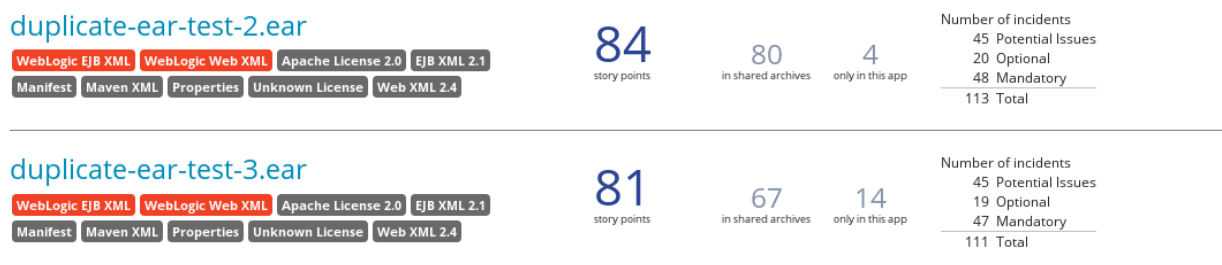 duplicate-ear-test-2.ear
WebLogic EJB XML WebLogic Web XML Apache License 2.0 EJB XML 2.1
Manifest Maven XML Properties Unknown License Web XML 2.4
84
story points
80
in shared archives
4
only in this app
Number of incidents
45 Potential Issues
20 Optional
48 Mandatory
113 Total
duplicate-ear-test-3.ear
WebLogic EJB XML WebLogic Web XML Apache License 2.0 EJB XML 2.1
Manifest Maven XML Properties Unknown License Web XML 2.4
81
story points
67
in shared archives
14
only in this app
Number of incidents
45 Potential Issues
19 Optional
47 Mandatory
111 Total